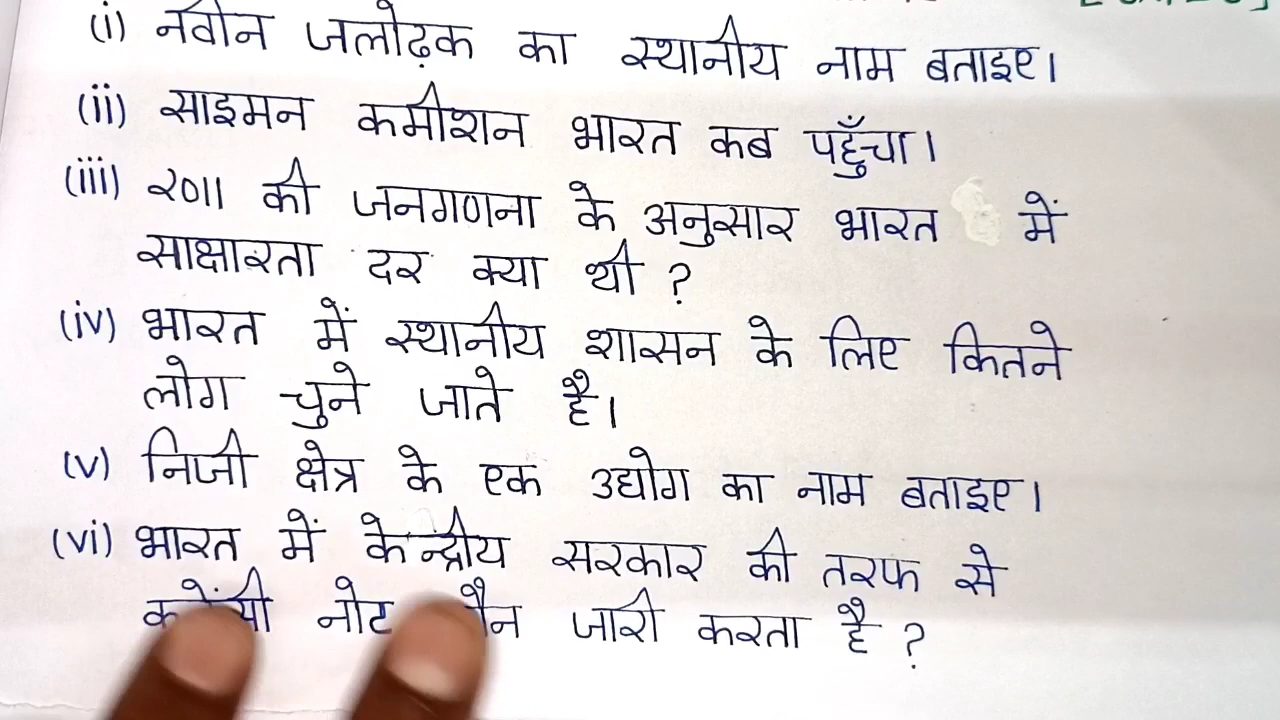 (i) नवीन जलोढ़क का स्थानीय नाम बताइए।
(ii) साइमन कमीशन भारत कब पहुँचा।
(iii) २०११ की जनगणना के अनुसार भारत में
साक्षारता दर क्या थी ?
(iv) भारत में स्थानीय शासन के लिए कितने
लोग चुने जाते है।
(v) निजी क्षेत्र के एक उद्योग का नाम बताइए।
(vi) भारत में केन्द्रीय सरकार की तरफ से
नोट जारी करता है ?